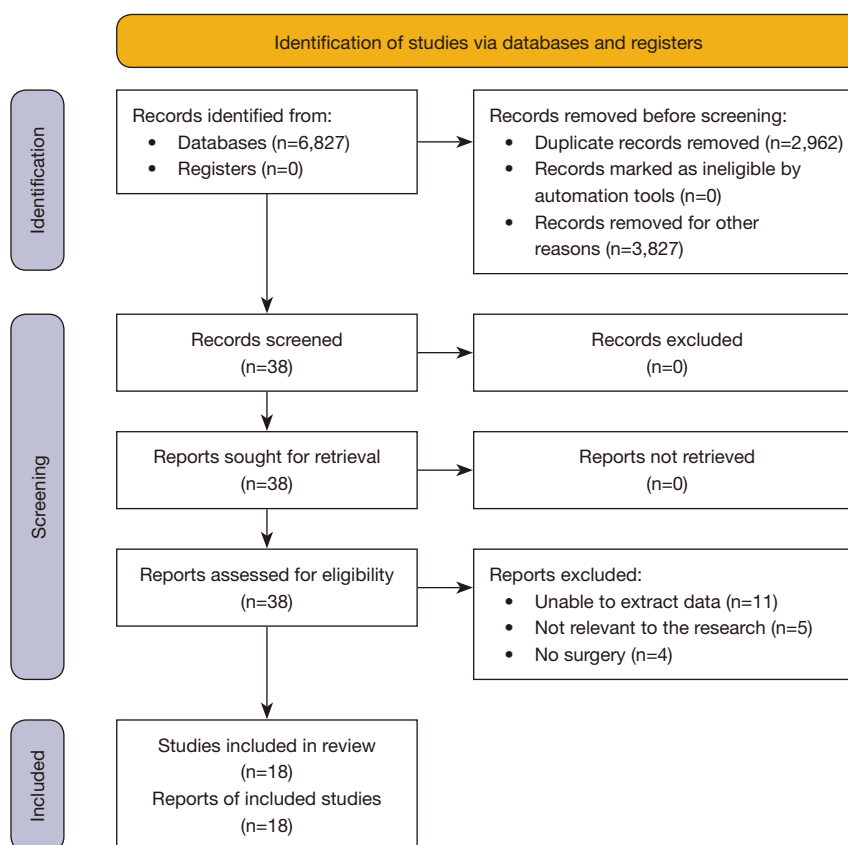 Identification of studies via databases and registers
Identification
Records identified from:
• Databases (n=6,827)
• Registers (n=0)
Records removed before screening:
• Duplicate records removed (n=2,962)
• Records marked as ineligible by
automation tools (n=0)
• Records removed for other
reasons (n=3,827)
Screening
Records screened
(n=38)
Records excluded
(n=0)
Reports sought for retrieval
(n=38)
Reports not retrieved
(n=0)
Reports assessed for eligibility
(n=38)
Reports excluded:
• Unable to extract data (n=11)
• Not relevant to the research (n=5)
• No surgery (n=4)
Included
Studies included in review
(n=18)
Reports of included studies
(n=18)